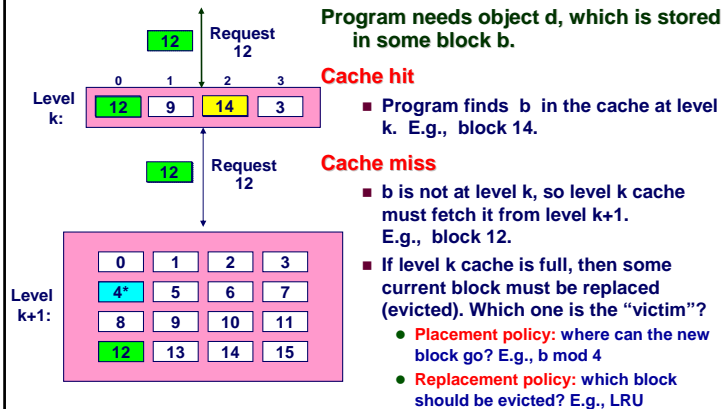 Program needs object d, which is stored
in some block b.
12
Request
12
0 1 2 3
Level
k:
12 9 14 3
12
Request
12
Level
k+1:
0 1 2 3
4* 5 6 7
8 9 10 11
12 13 14 15
Cache hit
Program finds b in the cache at level
k. E.g., block 14.
Cache miss
b is not at level k, so level k cache
must fetch it from level k+1.
E.g., block 12.
If level k cache is full, then some
current block must be replaced
(evicted). Which one is the “victim”?
Placement policy: where can the new
block go? E.g., b mod 4
Replacement policy: which block
should be evicted? E.g., LRU